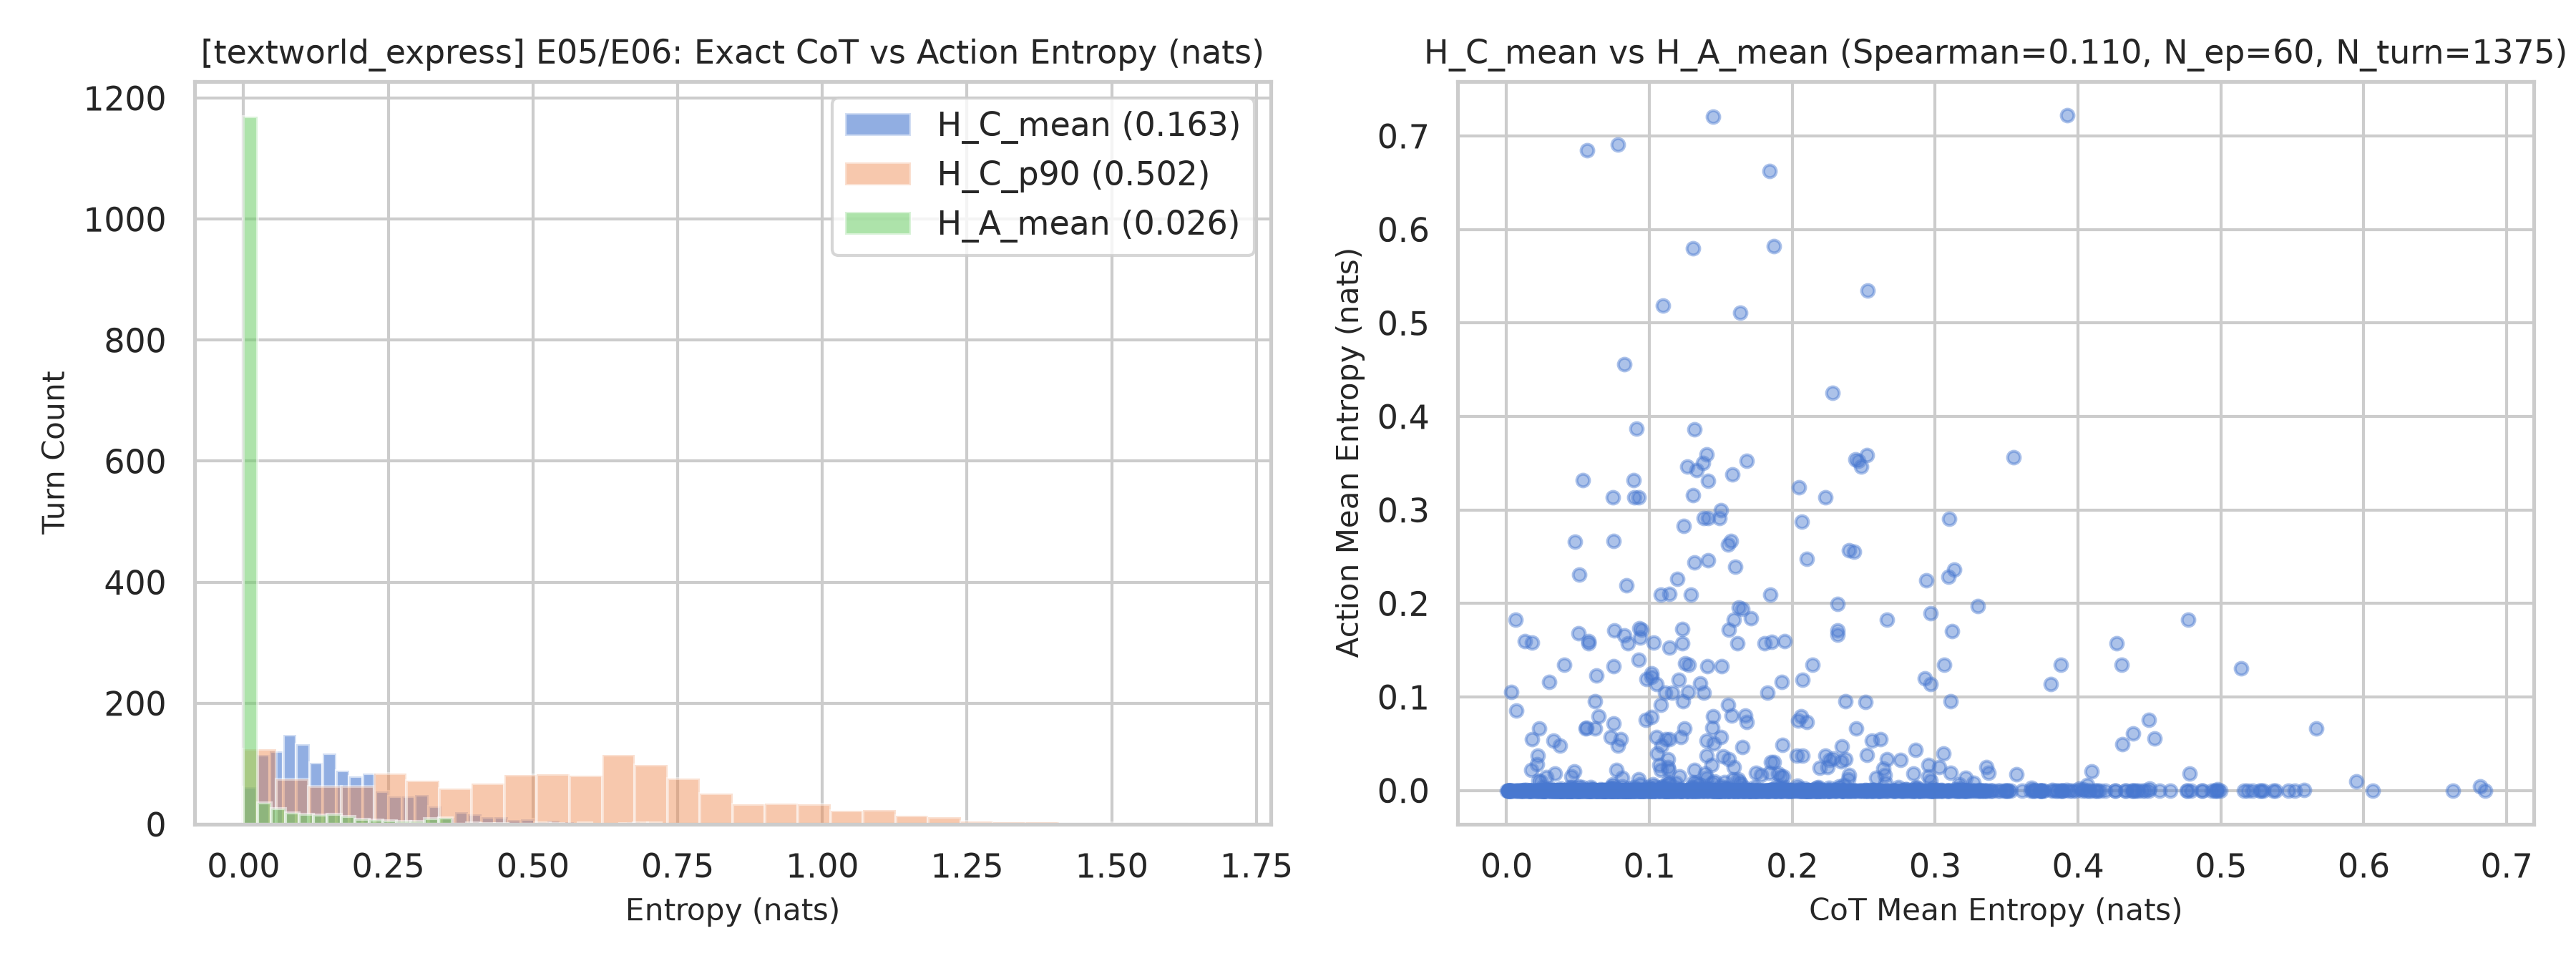 [textworld_express] E05/E06: Exact CoT vs Action Entropy (nats)
1200
1000
800
600
400
200
0
Turn Count
H_C_mean (0.163)
H_C_p90 (0.502)
H_A_mean (0.026)
0.00 0.25 0.50 0.75 1.00 1.25 1.50 1.75
Entropy (nats)
H_C_mean vs H_A_mean (Spearman=0.110, N_ep=60, N_turn=1375)
0.7
0.6
0.5
0.4
0.3
0.2
0.1
0.0
Action Mean Entropy (nats)
0.0 0.1 0.2 0.3 0.4 0.5 0.6 0.7
CoT Mean Entropy (nats)